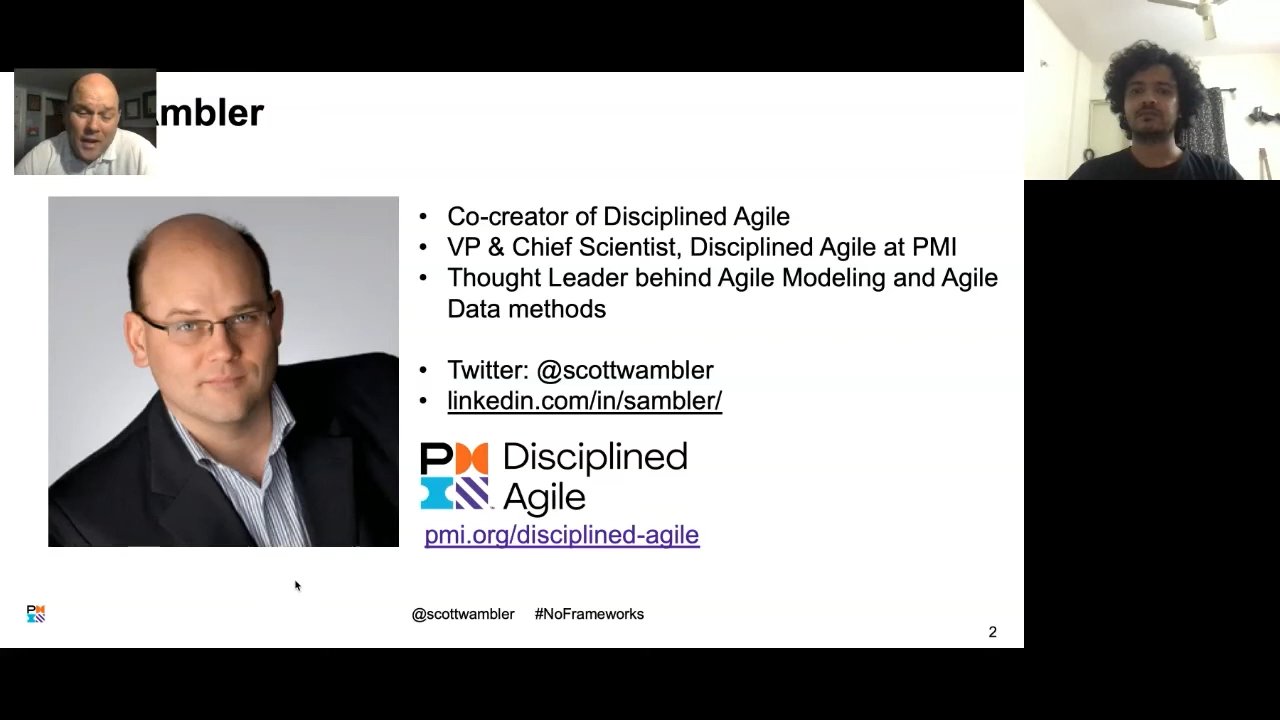 ambler
• Co-creator of Disciplined Agile
• VP & Chief Scientist, Disciplined Agile at PMI
• Thought Leader behind Agile Modeling and Agile
Data methods
• Twitter: @scottwambler
• linkedin.com/in/sambler/
Disciplined
Agile
pmi.org/disciplined-agile
@scottwambler #NoFrameworks
2